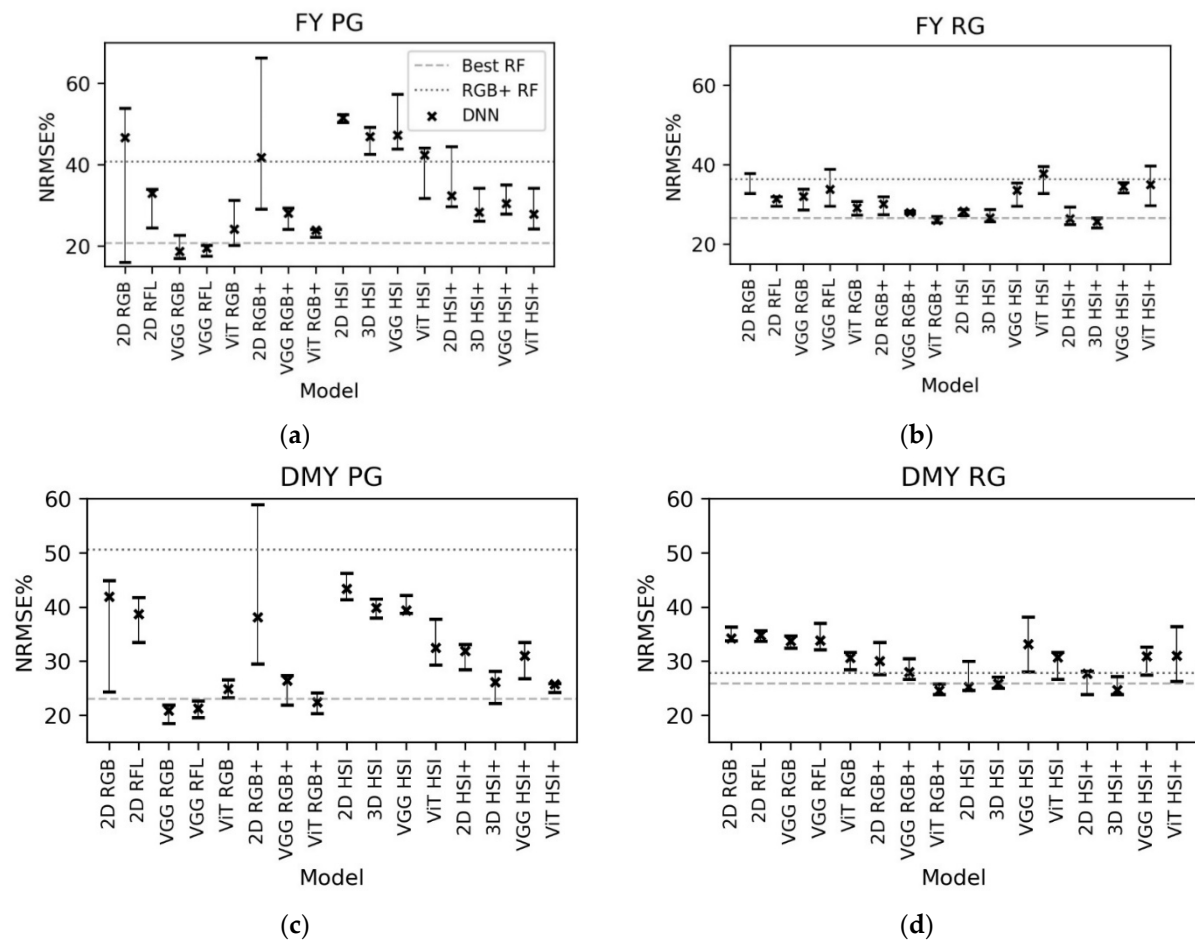 FY PG
NRMSE%
60
40
20
Best RF
RGB+ RF
DNN
2D RGB
2D RFL
VGG RGB
VGG RFL
ViT RGB
2D RGB+
VGG RGB+
ViT RGB+
2D HSI
3D HSI
VGG HSI
ViT HSI
2D HSI+
3D HSI+
VGG HSI+
ViT HSI+
Model
(a)
FY RG
NRMSE%
60
40
20
2D RGB
2D RFL
VGG RGB
VGG RFL
ViT RGB
2D RGB+
VGG RGB+
ViT RGB+
2D HSI
3D HSI
VGG HSI
ViT HSI
2D HSI+
3D HSI+
VGG HSI+
ViT HSI+
Model
(b)
DMY PG
NRMSE%
60
50
40
30
20
2D RGB
2D RFL
VGG RGB
VGG RFL
ViT RGB
2D RGB+
VGG RGB+
ViT RGB+
2D HSI
3D HSI
VGG HSI
ViT HSI
2D HSI+
3D HSI+
VGG HSI+
ViT HSI+
Model
(c)
DMY RG
NRMSE%
60
50
40
30
20
2D RGB
2D RFL
VGG RGB
VGG RFL
ViT RGB
2D RGB+
VGG RGB+
ViT RGB+
2D HSI
3D HSI
VGG HSI
ViT HSI
2D HSI+
3D HSI+
VGG HSI+
ViT HSI+
Model
(d)